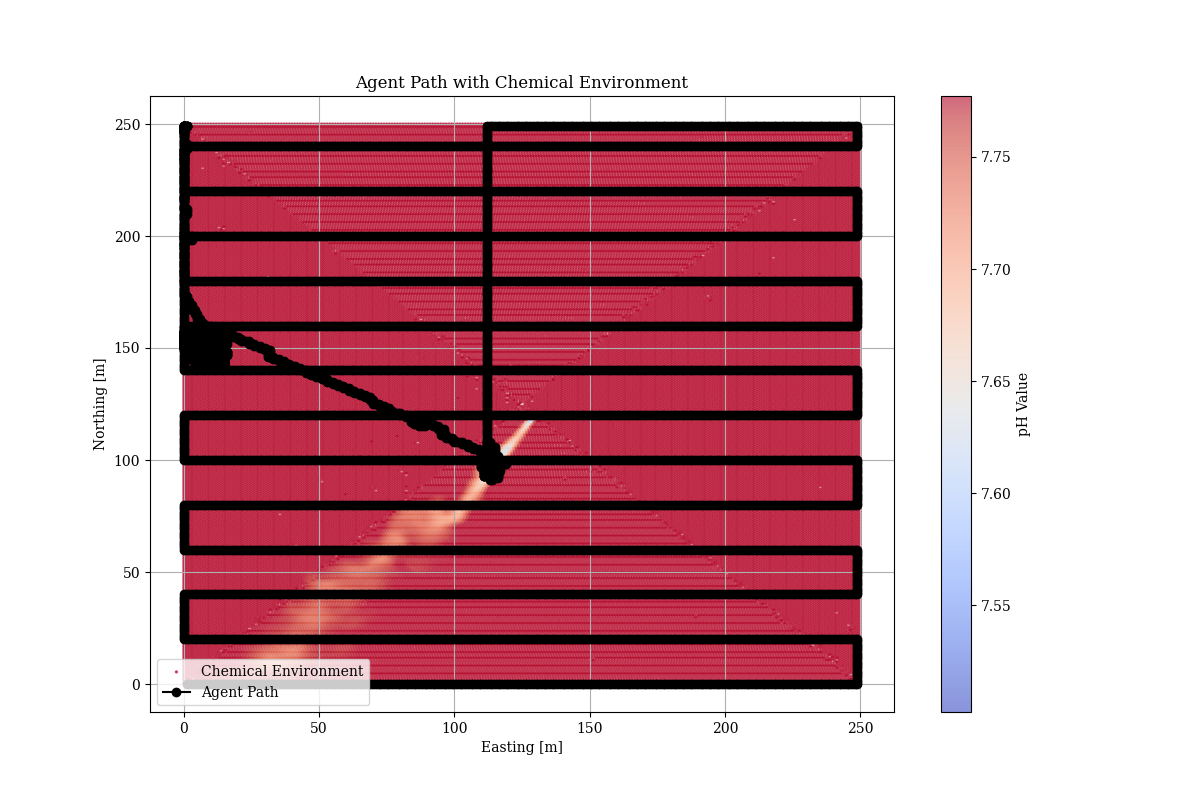 Agent Path with Chemical Environment
250
200
150
100
50
0
Northing [m]
0
50
100
150
200
250
Easting [m]
Chemical Environment
Agent Path
7.75
7.70
7.65
7.60
7.55
pH Value